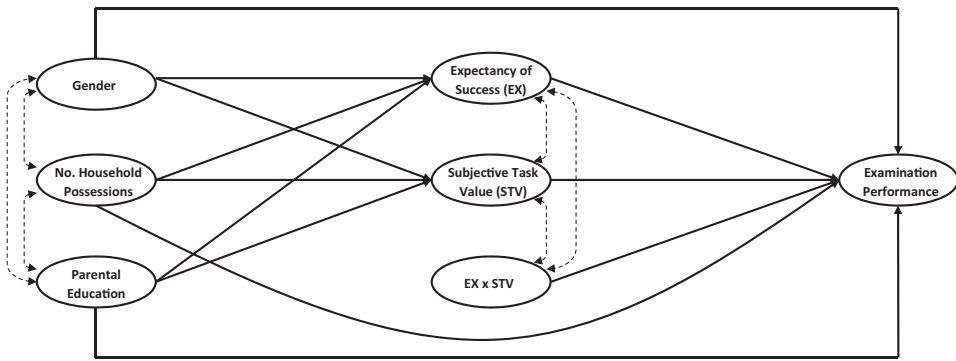 Gender
No. Household
Possessions
Parental
Education
Expectancy of
Success (EX)
Subjective Task
Value (STV)
EX x STV
Examination
Performance